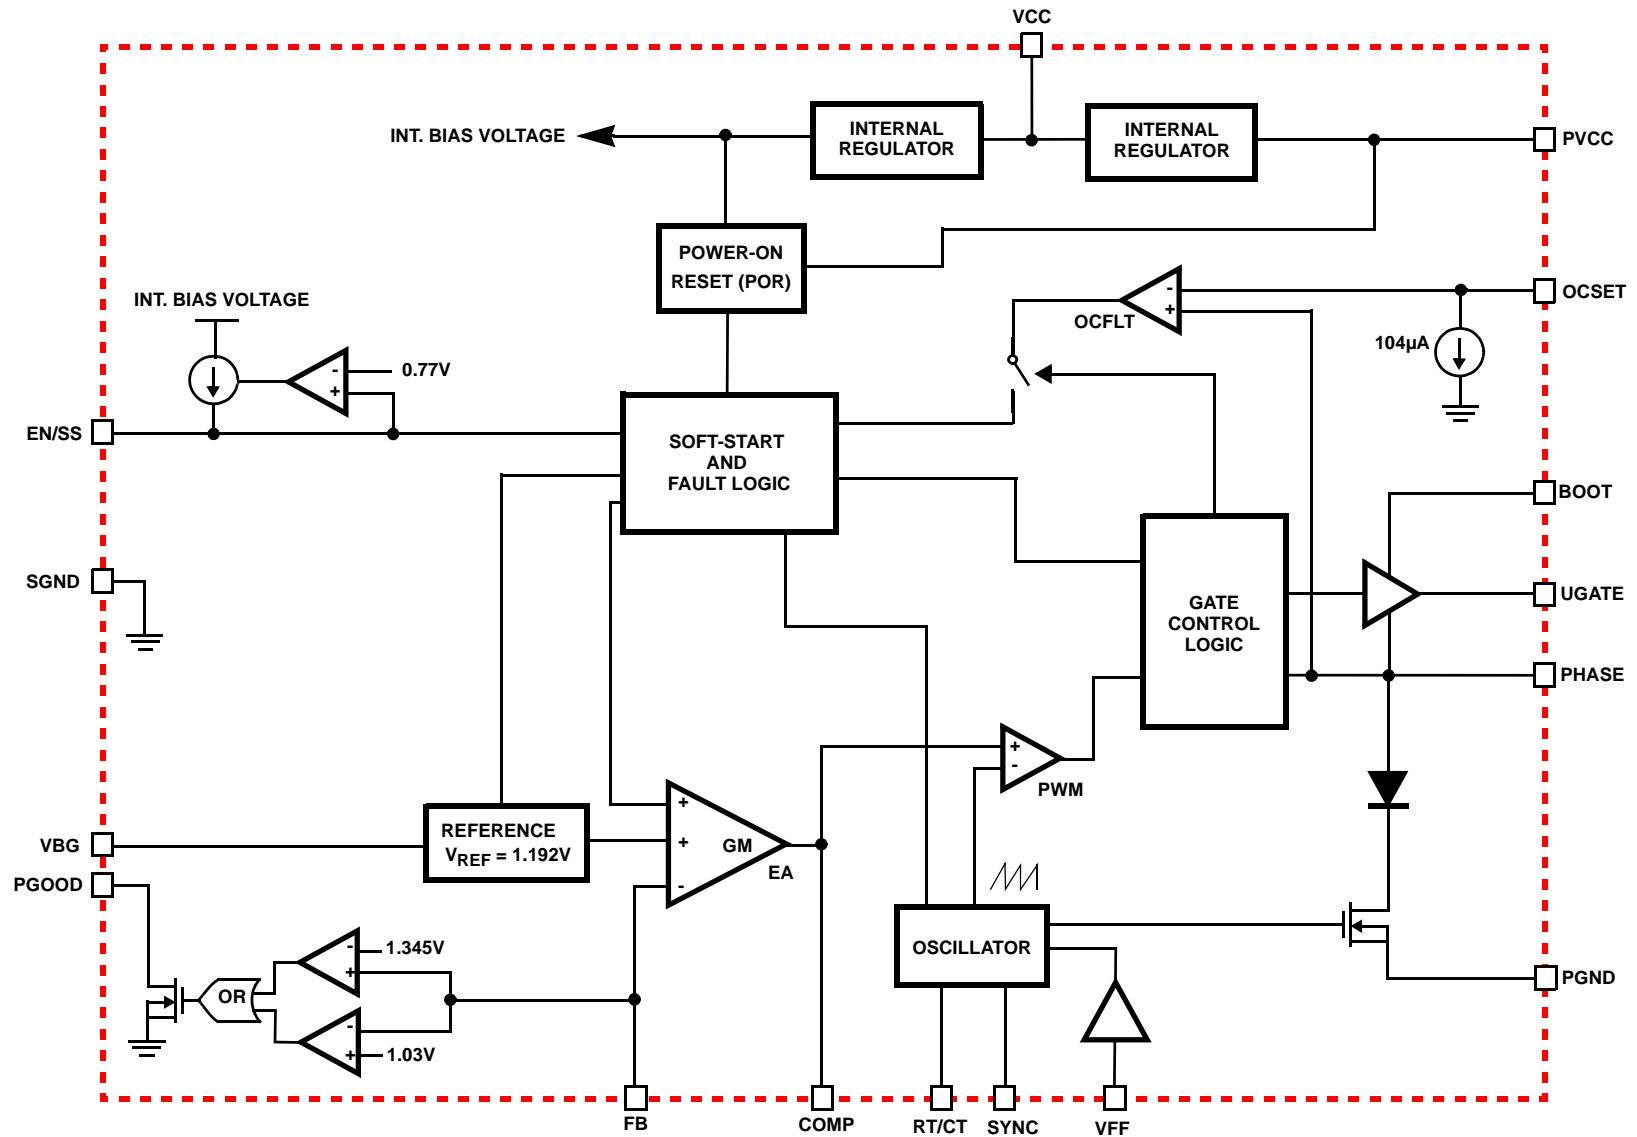 VCC
INT. BIAS VOLTAGE
INTERNAL
REGULATOR
INTERNAL
REGULATOR
PVCC
POWER-ON
RESET (POR)
INT. BIAS VOLTAGE
-
+
0.77V
OCFLT
-
+
OCSET
104µA
EN/SS
SOFT-START
AND
FAULT LOGIC
BOOT
SGND
GATE
CONTROL
LOGIC
UGATE
PHASE
+
-
PWM
VBG
REFERENCE
VREF = 1.192V
+
+
-
GM
EA
PGOOD
OR
-
+
1.345V
-
+
1.03V
OSCILLATOR
PGND
FB
COMP
RT/CT
SYNC
VFF